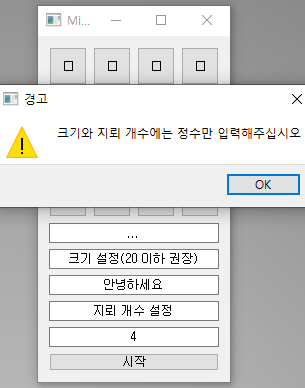 Mi...
경고
크기와 지뢰 개수에는 정수만 입력해주십시오
OK
...
크기 설정(20 이하 권장)
안녕하세요
지뢰 개수 설정
4
시작